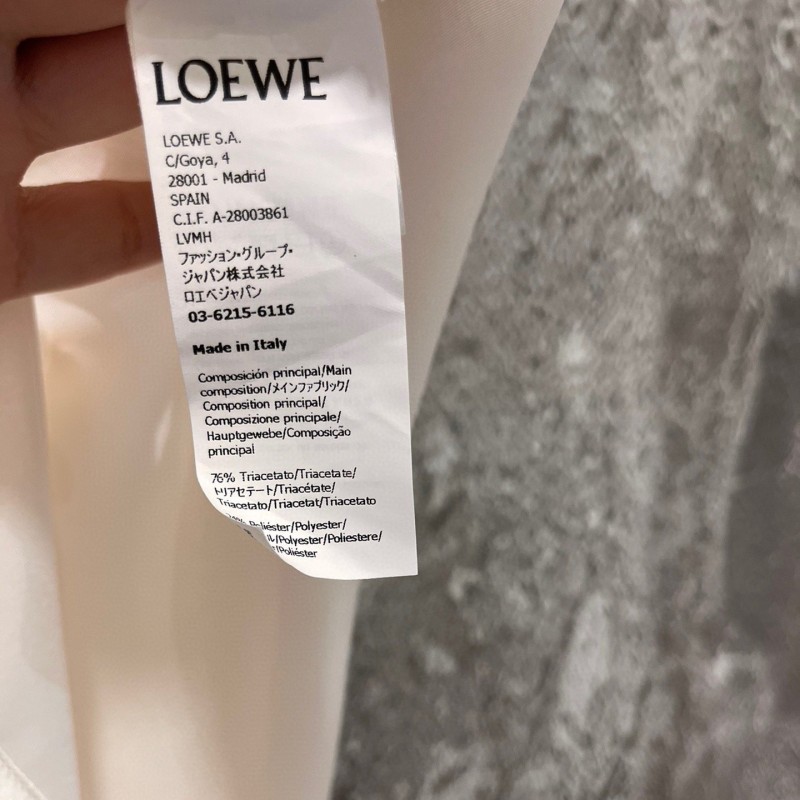 LOEWE
LOEWE S.A.
C/Goya, 4
28001 - Madrid
SPAIN
C.I.F. A-28003861
LVMH
ファッション・グループ・
ジャパン株式会社
ロエベジャパン
03-6215-6116
Made in Italy
Composición principal/Main
composition/メインファブリック/
Composition principal/
Composizione principale/
Hauptgewebe/Composição
principal
76% Triacetato/Triacetate/
トリアセテート/Triacétate/
Triacetato/Triacetat/Triacetato
Poliéster/Polyester/
ル/Polyester/Poliestere/
/Poliéster